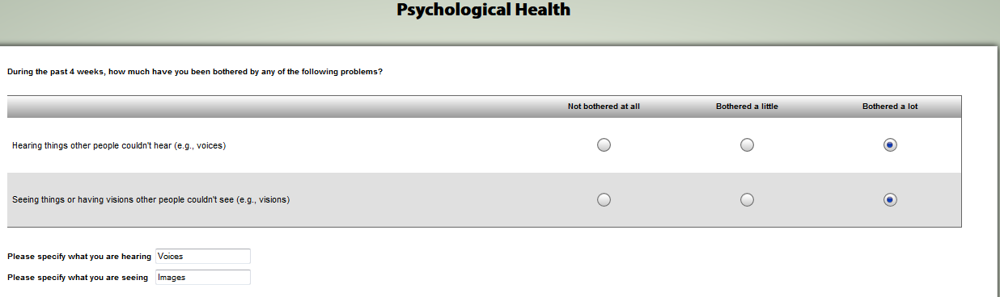 Psychological Health
During the past 4 weeks, how much have you been bothered by any of the following problems?
Not bothered at all Bothered a little Bothered a lot
Hearing things other people couldn't hear (e.g., voices)
Seeing things or having visions other people couldn't see (e.g., visions)
Please specify what you are hearing Voices
Please specify what you are seeing Images